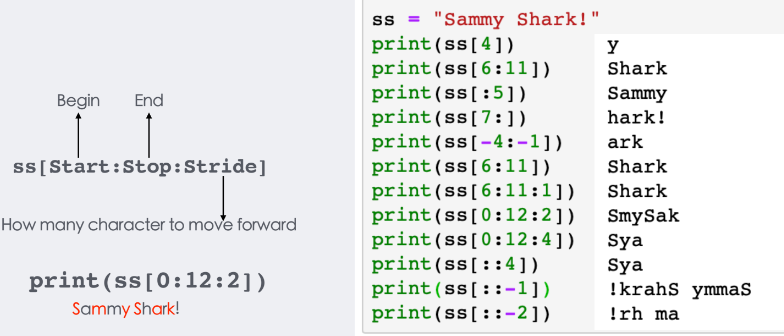 Begin End
ss[Start:Stop:Stride]
How many character to move forward
print(ss[0:12:2])
Sammy Shark!
ss = "Sammy Shark!"
print(ss[4]) y
print(ss[6:11]) Shark
print(ss[:5]) Sammy
print(ss[7:]) hark!
print(ss[-4:-1]) ark
print(ss[6:11]) Shark
print(ss[6:11:1]) Shark
print(ss[0:12:2]) SmySak
print(ss[0:12:4]) Sya
print(ss[::4]) Sya
print(ss[::-1]) !krahS ymmaS
print(ss[::-2]) !rh ma